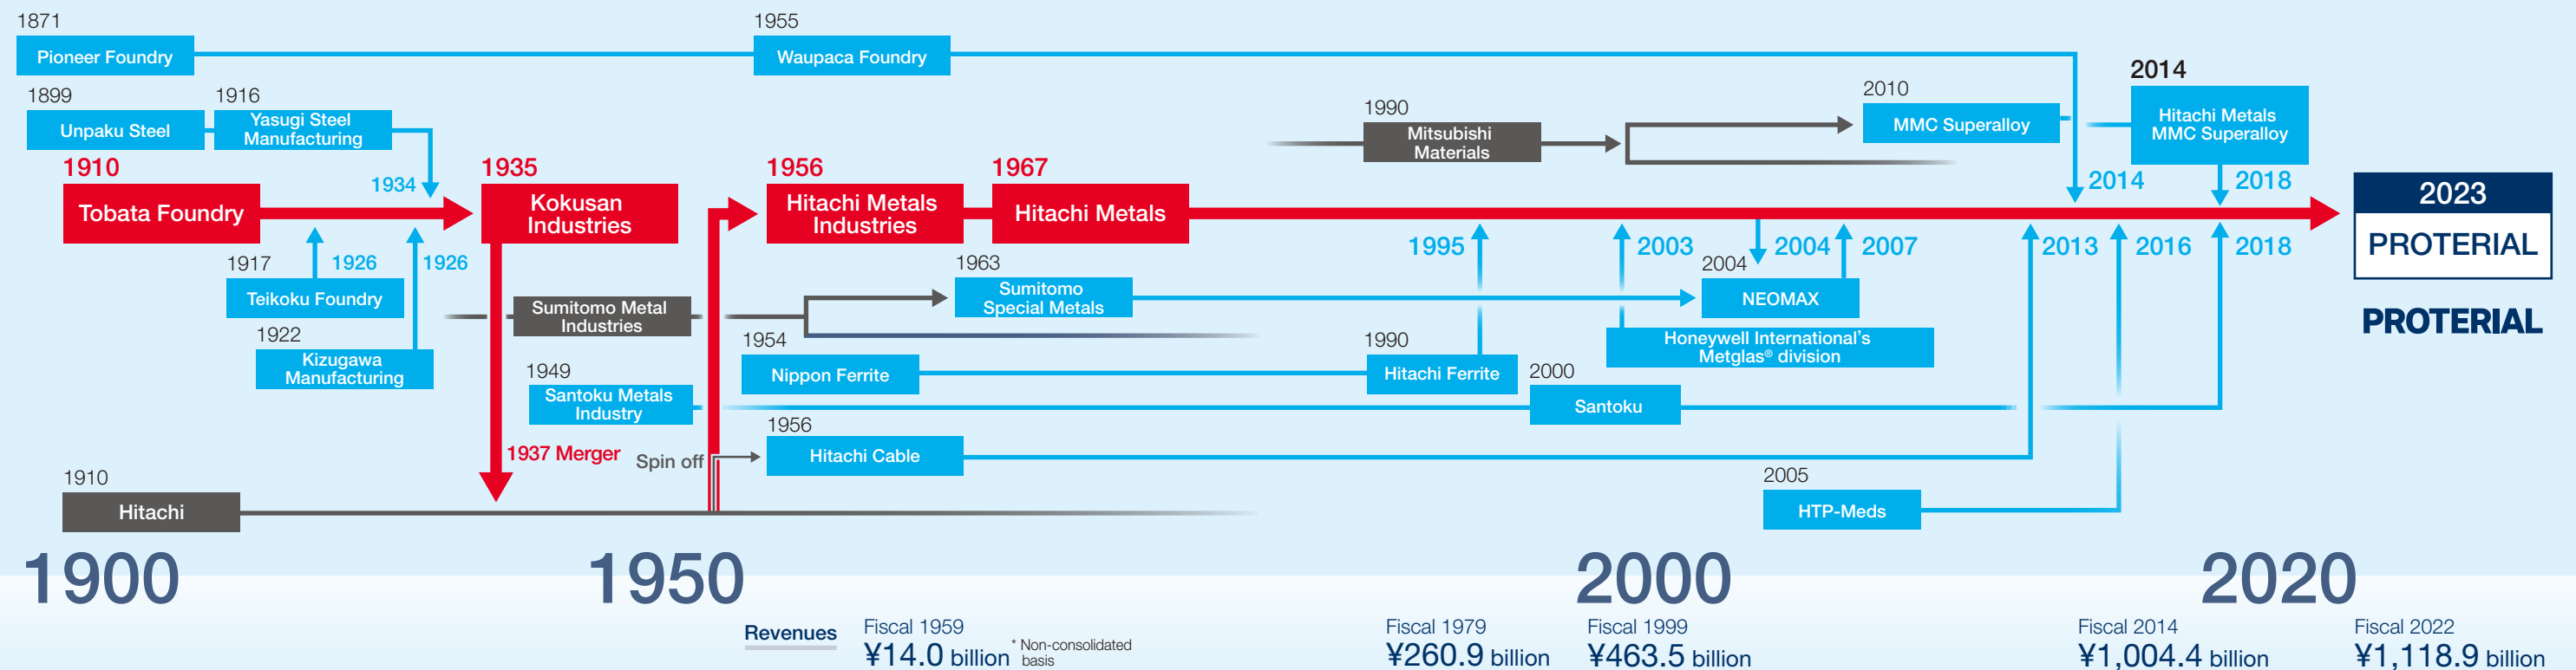 1871
Pioneer Foundry
1955
Waupaca Foundry
1899
Unpaku Steel
1916
Yasugi Steel
Manufacturing
1934
1910
Tobata Foundry
1935
Kokusan
Industries
1956
Hitachi Metals
Industries
1967
Hitachi Metals
1990
Mitsubishi
Materials
2010
MMC Superalloy
2014
Hitachi Metals
MMC Superalloy
2014
2018
2023
PROTERIAL
PROTERIAL
1917
Teikoku Foundry
1926
1922
Kizugawa
Manufacturing
1926
Sumitomo Metal
Industries
1963
Sumitomo
Special Metals
1995
2003
2004
2004
NEOMAX
2007
2013
2016
2018
Honeywell International's
Metglas® division
1954
Nippon Ferrite
1990
Hitachi Ferrite
1949
Santoku Metals
Industry
2000
Santoku
1937 Merger
Spin off
1956
Hitachi Cable
1910
Hitachi
2005
HTP-Meds
1900
1950
2000
2020
Revenues
Fiscal 1959
¥14.0 billion
* Non-consolidated
basis
Fiscal 1979
¥260.9 billion
Fiscal 1999
¥463.5 billion
Fiscal 2014
¥1,004.4 billion
Fiscal 2022
¥1,118.9 billion